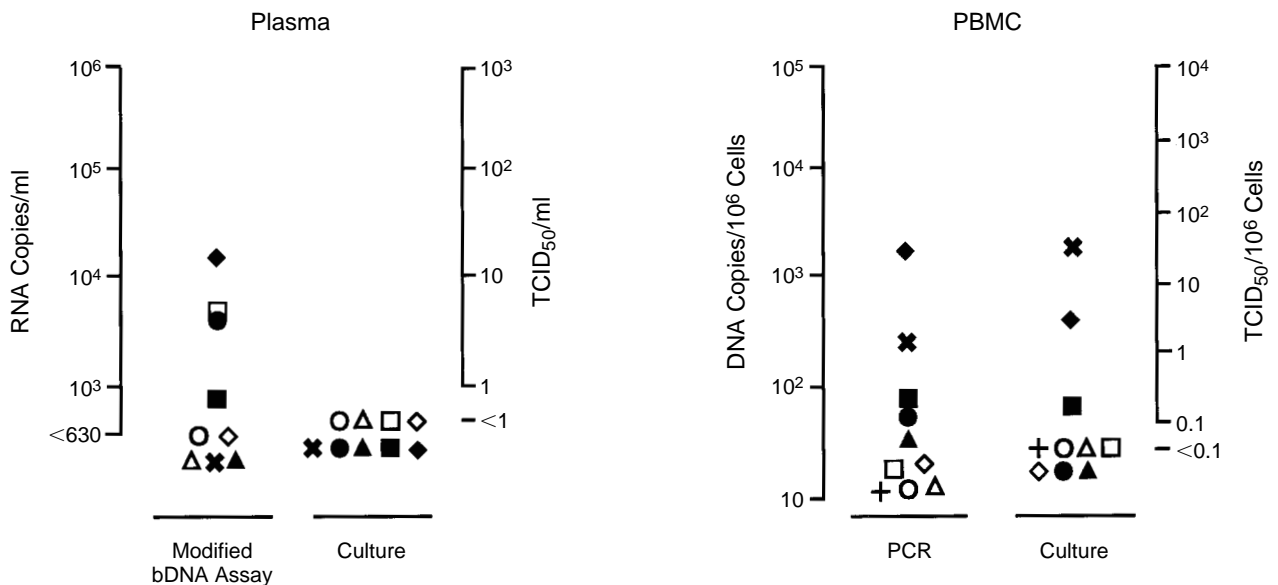 Plasma
PBMC
10⁶
10⁵
10⁴
10³
<630
RNA Copies/ml
10³
10²
10
1
<1
TCID₅₀/ml
Modified
bDNA Assay
Culture
10⁵
10⁴
10³
10²
10
DNA Copies/10⁶ Cells
10⁴
10³
10²
10
1
0.1
<0.1
TCID₅₀/10⁶ Cells
PCR
Culture